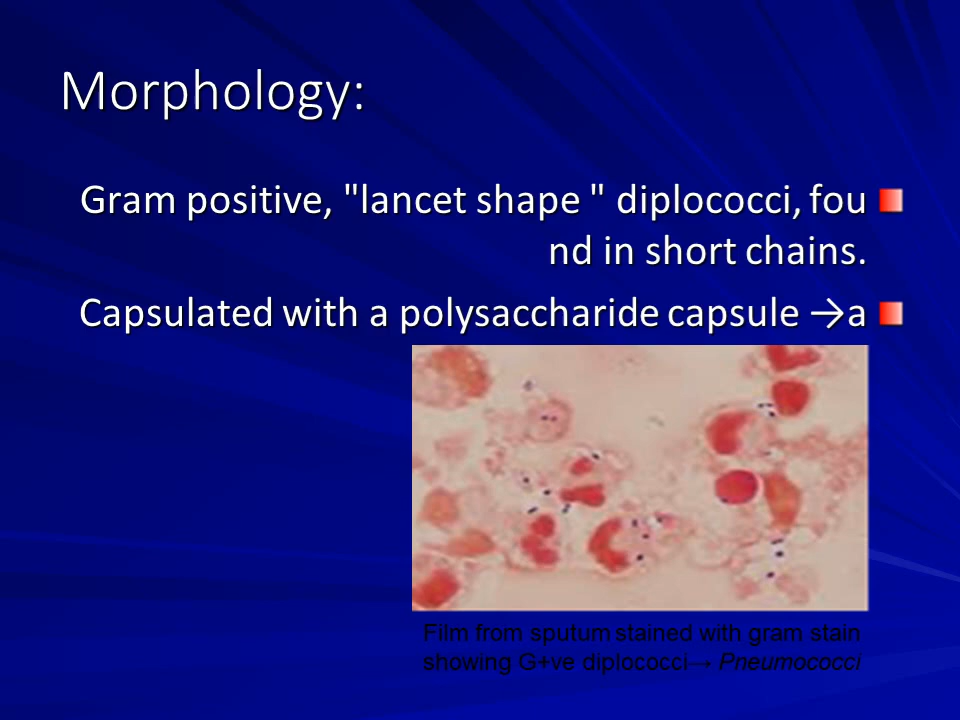 Morphology:
Gram positive, "lancet shape " diplococci, fou
nd in short chains.
Capsulated with a polysaccharide capsule →a
Film from sputum stained with gram stain
showing G+ve diplococci→ Pneumococci